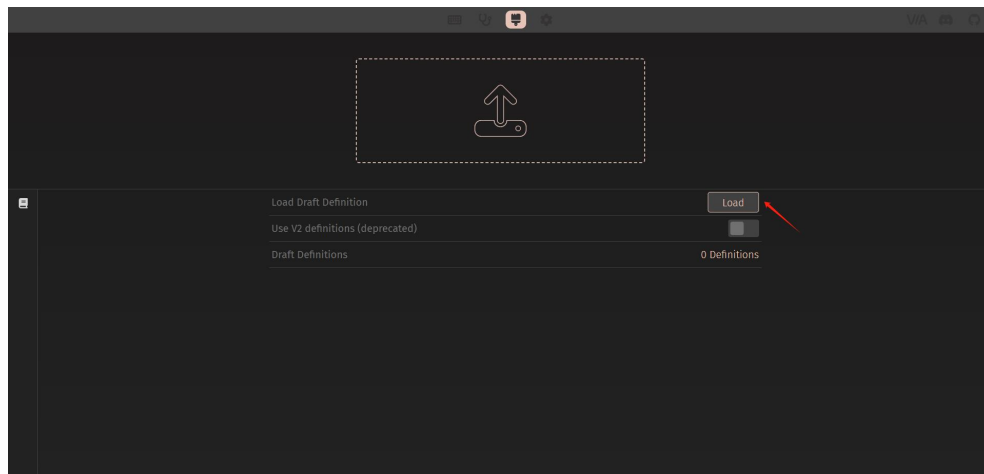 VIA
Load Draft Definition
Load
Use V2 definitions (deprecated)
Draft Definitions
0 Definitions